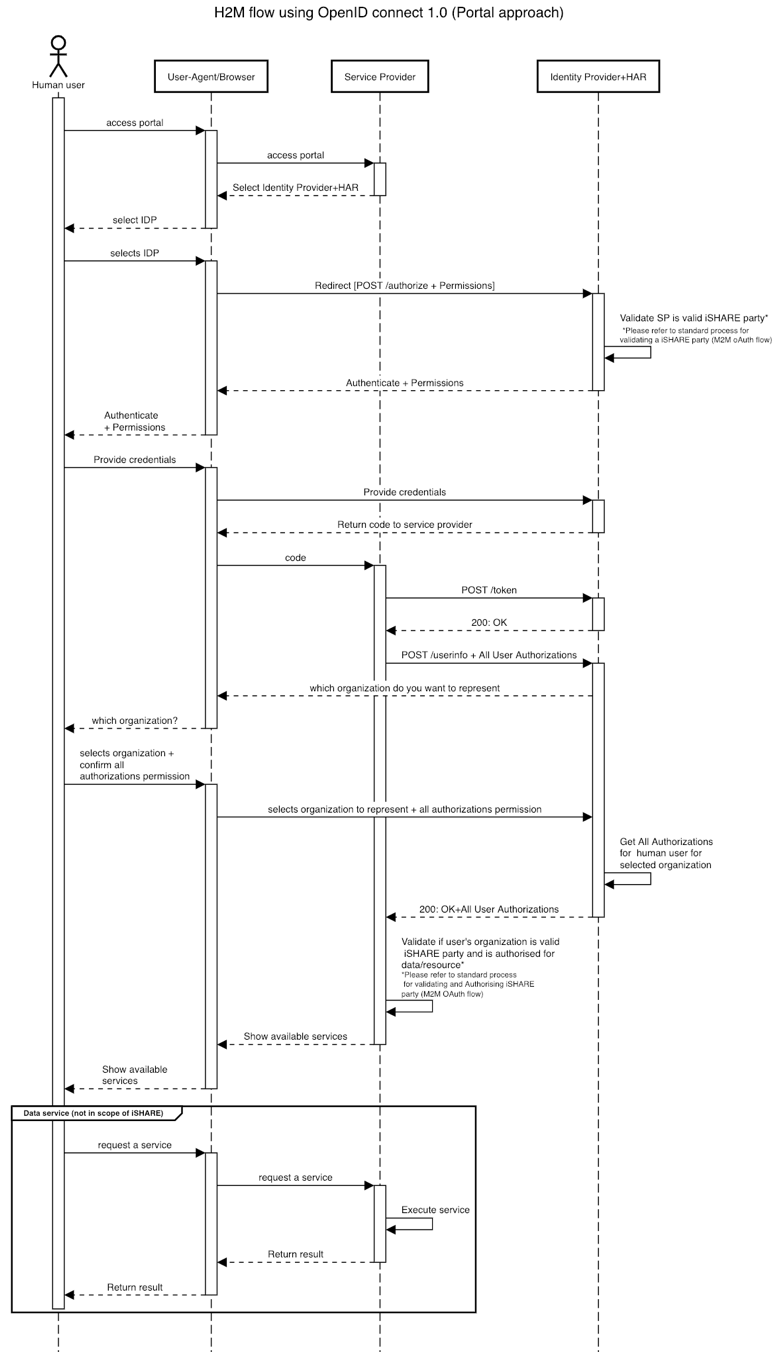 H2M flow using OpenID connect 1.0 (Portal approach)
Human user
User-Agent/Browser
Service Provider
Identity Provider+HAR
access portal
access portal
Select Identity Provider+HAR
select IDP
selects IDP
Redirect [POST /authorize + Permissions]
Validate SP is valid iSHARE party*
*Please refer to standard process for
validating a iSHARE party (M2M oAuth flow)
Authenticate + Permissions
Authenticate
+ Permissions
Provide credentials
Provide credentials
Return code to service provider
code
POST /token
200: OK
POST /userinfo + All User Authorizations
which organization do you want to represent
which organization?
selects organization +
confirm all
authorizations permission
selects organization to represent + all authorizations permission
Get All Authorizations
for human user for
selected organization
200: OK+All User Authorizations
Validate if user's organization is valid
iSHARE party and is authorised for
data/resource*
*Please refer to standard process
for validating and Authorising iSHARE
party (M2M OAuth flow)
Show available services
Show available
services
Data service (not in scope of iSHARE)
request a service
request a service
Execute service
Return result
Return result